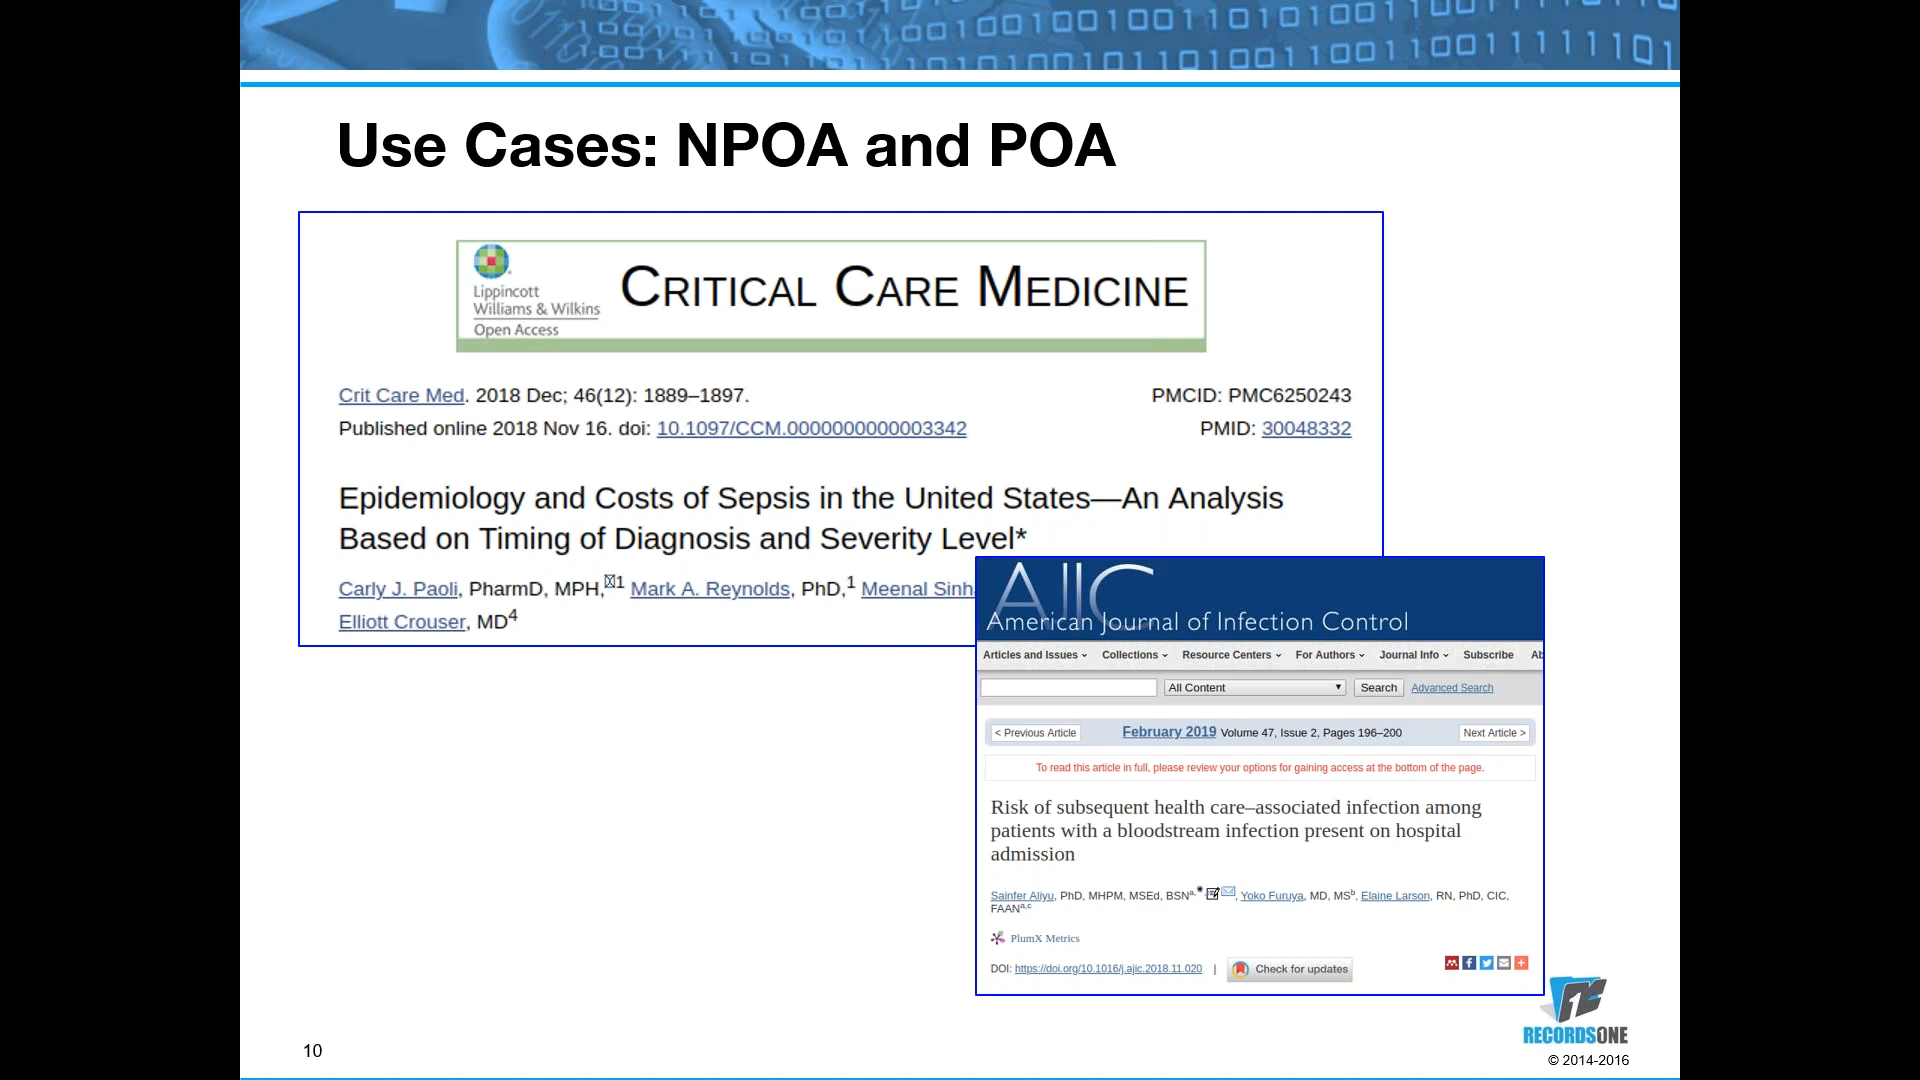 Use Cases: NPOA and POA
Lippincott
Williams & Wilkins
Open Access
CRITICAL CARE MEDICINE
Crit Care Med. 2018 Dec; 46(12): 1889–1897.
PMCID: PMC6250243
Published online 2018 Nov 16. doi: 10.1097/CCM.0000000000003342
PMID: 30048332
Epidemiology and Costs of Sepsis in the United States—An Analysis
Based on Timing of Diagnosis and Severity Level*
Carly J. Paoli, PharmD, MPH,1 Mark A. Reynolds, PhD,1 Meenal Sinh
Elliott Crouser, MD4
AJIC
American Journal of Infection Control
Articles and Issues Collections Resource Centers For Authors Journal Info Subscribe Ab
All Content Search Advanced Search
< Previous Article February 2019 Volume 47, Issue 2, Pages 196–200 Next Article >
To read this article in full, please review your options for gaining access at the bottom of the page.
Risk of subsequent health care–associated infection among
patients with a bloodstream infection present on hospital
admission
Sainfer Aliyu, PhD, MHPM, MSEd, BSNa,*, Yoko Furuya, MD, MSb, Elaine Larson, RN, PhD, CIC,
FAANa,c
PlumX Metrics
DOI: https://doi.org/10.1016/j.ajic.2018.11.020 | Check for updates
RECORDSONE
10
© 2014-2016